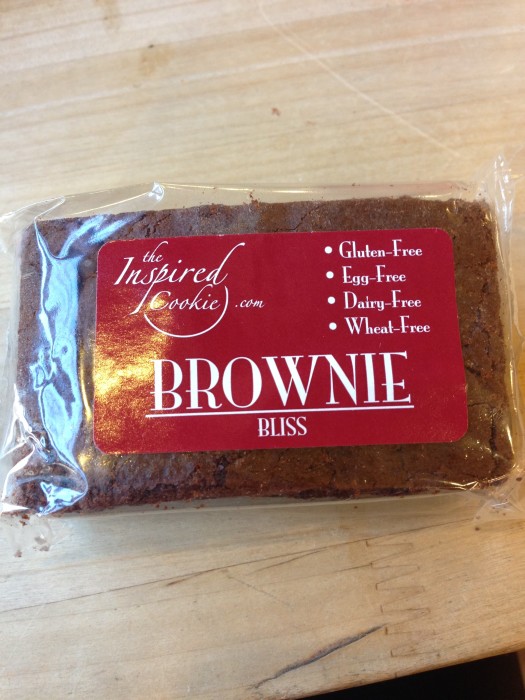 the
Inspired
Cookie.com
• Gluten-Free
• Egg-Free
• Dairy-Free
• Wheat-Free
BROWNIE
BLISS